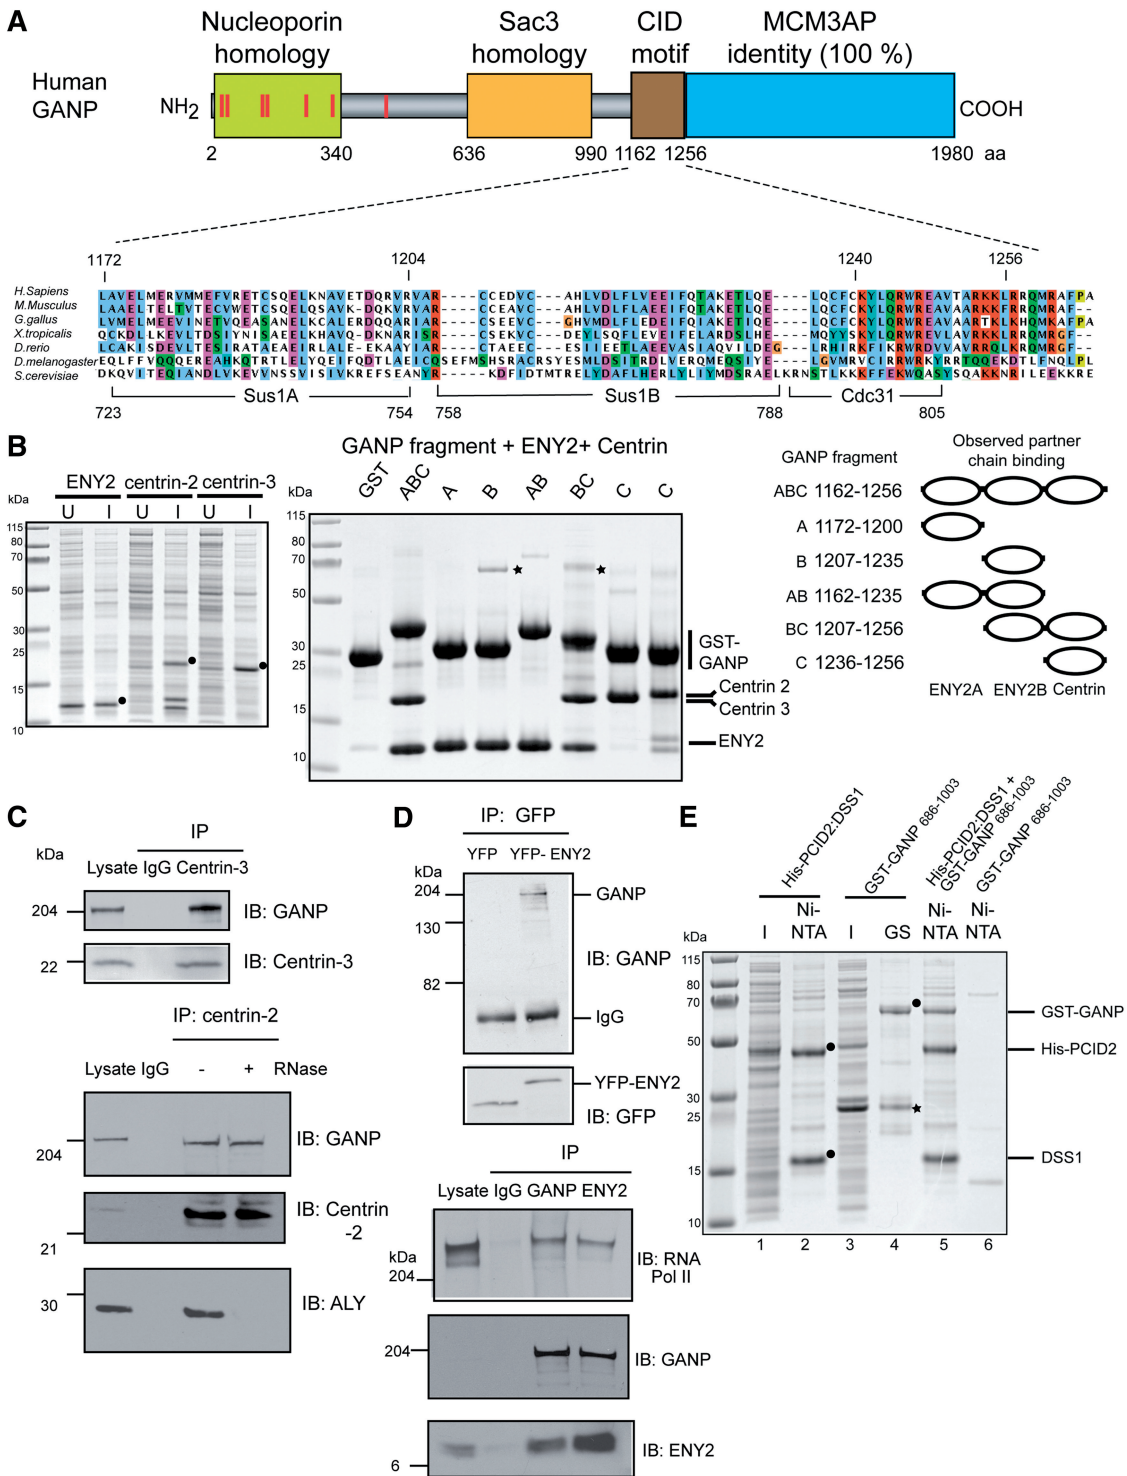 A
Nucleoporin homology
Sac3 homology
CID motif
MCM3AP identity (100 %)
Human GANP
NH2
COOH
2 340 636 990 1162 1256 1980 aa
1172 1204 1240 1256
H.Sapiens
M.Musculus
G.gallus
X.tropicalis
D.rerio
D.melanogaster
S.cerevisiae
Sus1A Sus1B Cdc31
723 754 758 788 805
B
ENY2 centrin-2 centrin-3
kDa
U I U I U I
115
80
70
50
30
25
15
10
GANP fragment + ENY2+ Centrin
kDa
GST ABC A B AB BC C C
115
80
70
50
30
25
15
10
GST-GANP
Centrin 2
Centrin 3
ENY2
GANP fragment
Observed partner chain binding
ABC 1162-1256
A 1172-1200
B 1207-1235
AB 1162-1235
BC 1207-1256
C 1236-1256
ENY2A ENY2B Centrin
C
IP
kDa
Lysate IgG Centrin-3
204
IB: GANP
22
IB: Centrin-3
IP: centrin-2
Lysate IgG - + RNase
204
IB: GANP
21
IB: Centrin -2
30
IB: ALY
D
IP: GFP
YFP YFP- ENY2
kDa
204
130
82
GANP
IB: GANP
IgG
YFP-ENY2
IB: GFP
IP
Lysate IgG GANP ENY2
kDa
204
IB: RNA Pol II
204
IB: GANP
6
IB: ENY2
E
His-PCID2:DSS1
GST-GANP 686-1003
His-PCID2:DSS1 + GST-GANP 686-1003
GST-GANP 686-1003
kDa
I Ni-NTA I GS Ni-NTA Ni-NTA
115
80
70
50
30
25
15
10
GST-GANP
His-PCID2
DSS1
1 2 3 4 5 6